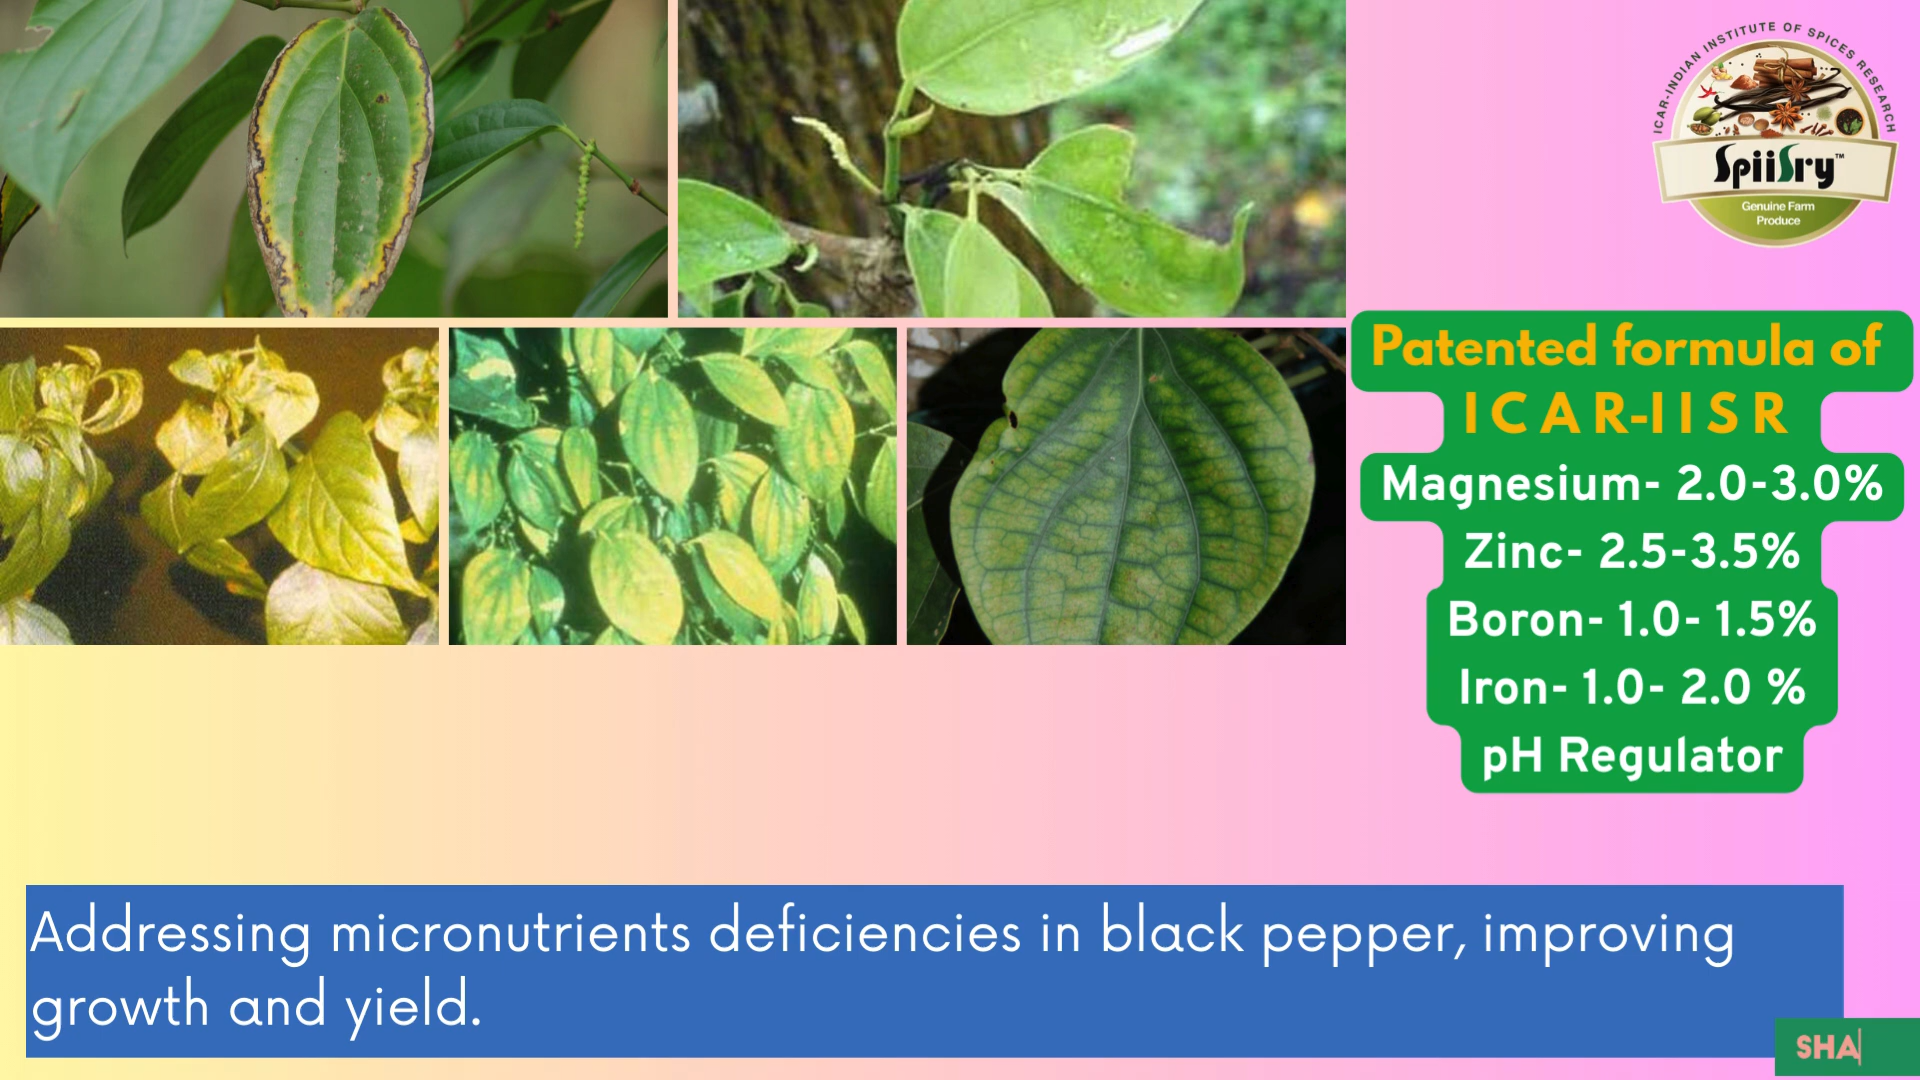 ICAR-INDIAN INSTITUTE OF SPICES RESEARCH
SpiiSry™
Genuine Farm
Produce
Patented formula of
ICAR-IISR
Magnesium- 2.0-3.0%
Zinc- 2.5-3.5%
Boron- 1.0- 1.5%
Iron- 1.0- 2.0 %
pH Regulator
Addressing micronutrients deficiencies in black pepper, improving
growth and yield.
SHA